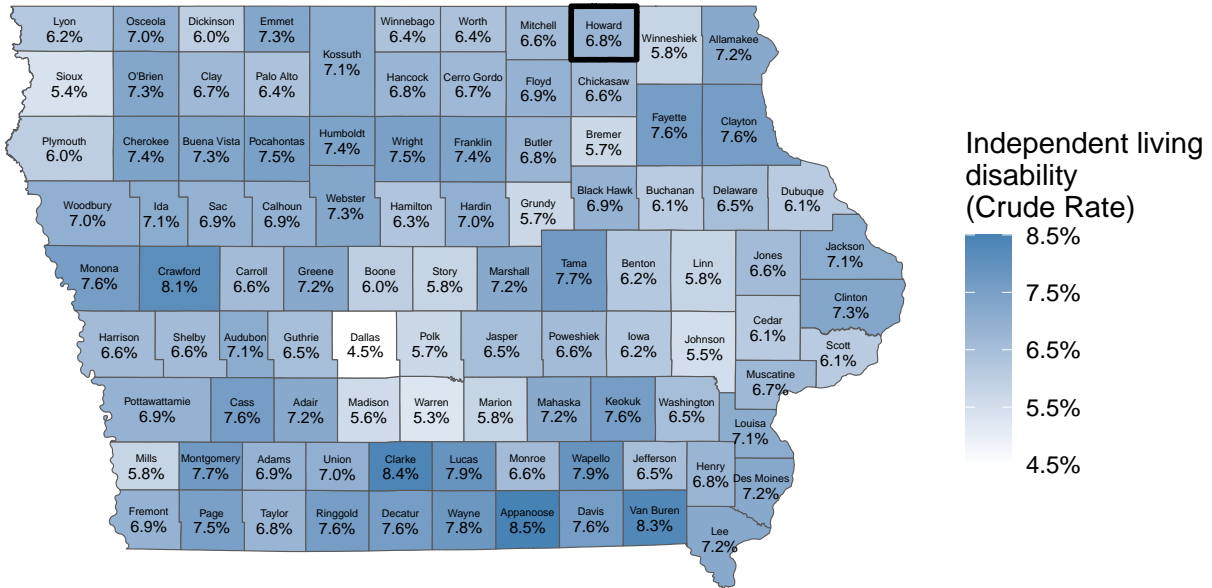 Lyon
6.2%
Osceola
7.0%
Dickinson
6.0%
Emmet
7.3%
Kossuth
7.1%
Winnebago
6.4%
Worth
6.4%
Mitchell
6.6%
Howard
6.8%
Winneshiek
5.8%
Allamakee
7.2%
Sioux
5.4%
O'Brien
7.3%
Clay
6.7%
Palo Alto
6.4%
Hancock
6.8%
Cerro Gordo
6.7%
Floyd
6.9%
Chickasaw
6.6%
Fayette
7.6%
Clayton
7.6%
Plymouth
6.0%
Cherokee
7.4%
Buena Vista
7.3%
Pocahontas
7.5%
Humboldt
7.4%
Wright
7.5%
Franklin
7.4%
Butler
6.8%
Bremer
5.7%
Woodbury
7.0%
Ida
7.1%
Sac
6.9%
Calhoun
6.9%
Webster
7.3%
Hamilton
6.3%
Hardin
7.0%
Grundy
5.7%
Black Hawk
6.9%
Buchanan
6.1%
Delaware
6.5%
Dubuque
6.1%
Monona
7.6%
Crawford
8.1%
Carroll
6.6%
Greene
7.2%
Boone
6.0%
Story
5.8%
Marshall
7.2%
Tama
7.7%
Benton
6.2%
Linn
5.8%
Jones
6.6%
Jackson
7.1%
Clinton
7.3%
Harrison
6.6%
Shelby
6.6%
Audubon
7.1%
Guthrie
6.5%
Dallas
4.5%
Polk
5.7%
Jasper
6.5%
Poweshiek
6.6%
Iowa
6.2%
Johnson
5.5%
Cedar
6.1%
Scott
6.1%
Muscatine
6.7%
Pottawattamie
6.9%
Cass
7.6%
Adair
7.2%
Madison
5.6%
Warren
5.3%
Marion
5.8%
Mahaska
7.2%
Keokuk
7.6%
Washington
6.5%
Louisa
7.1%
Mills
5.8%
Montgomery
7.7%
Adams
6.9%
Union
7.0%
Clarke
8.4%
Lucas
7.9%
Monroe
6.6%
Wapello
7.9%
Jefferson
6.5%
Henry
6.8%
Des Moines
7.2%
Fremont
6.9%
Page
7.5%
Taylor
6.8%
Ringgold
7.6%
Decatur
7.6%
Wayne
7.8%
Appanoose
8.5%
Davis
7.6%
Van Buren
8.3%
Lee
7.2%
Independent living
disability
(Crude Rate)
8.5%
7.5%
6.5%
5.5%
4.5%